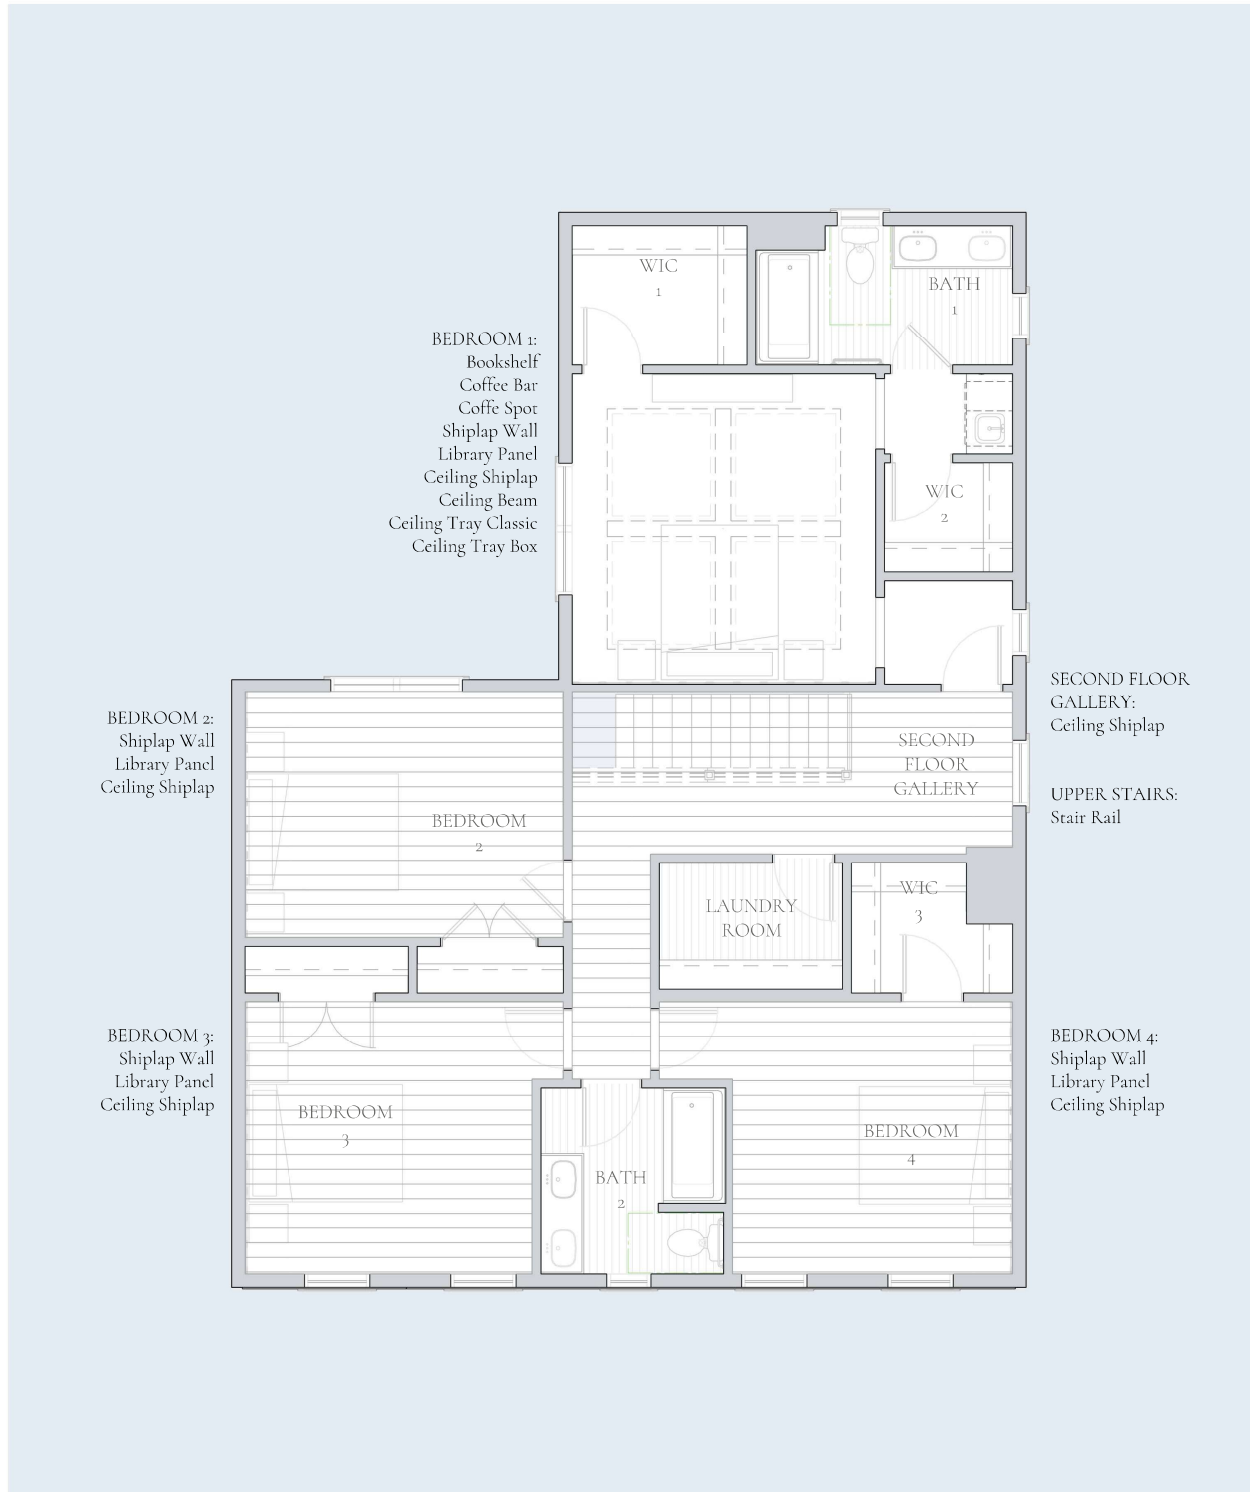 WIC
1
BATH
1
BEDROOM 1:
Bookshelf
Coffee Bar
Coffe Spot
Shiplap Wall
Library Panel
Ceiling Shiplap
Ceiling Beam
Ceiling Tray Classic
Ceiling Tray Box
WIC
2
SECOND FLOOR
GALLERY:
Ceiling Shiplap
BEDROOM 2:
Shiplap Wall
Library Panel
Ceiling Shiplap
SECOND
FLOOR
GALLERY
UPPER STAIRS:
Stair Rail
BEDROOM
2
LAUNDRY
ROOM
WIC
3
BEDROOM 3:
Shiplap Wall
Library Panel
Ceiling Shiplap
BEDROOM 4:
Shiplap Wall
Library Panel
Ceiling Shiplap
BEDROOM
3
BEDROOM
4
BATH
2